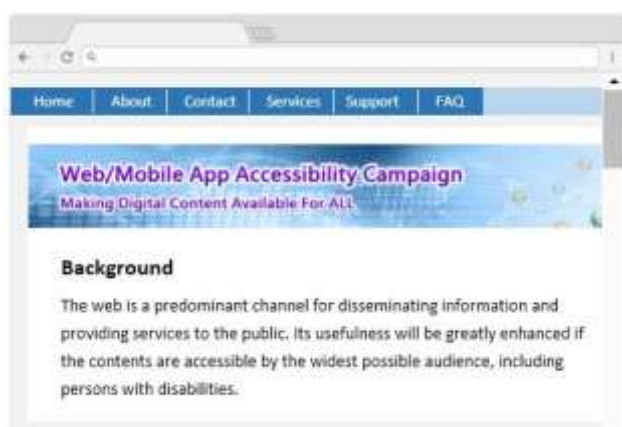 Home About Contact Services Support FAQ
Web/Mobile App Accessibility Campaign
Making Digital Content Available For ALL
Background
The web is a predominant channel for disseminating information and
providing services to the public. Its usefulness will be greatly enhanced if
the contents are accessible by the widest possible audience, including
persons with disabilities.